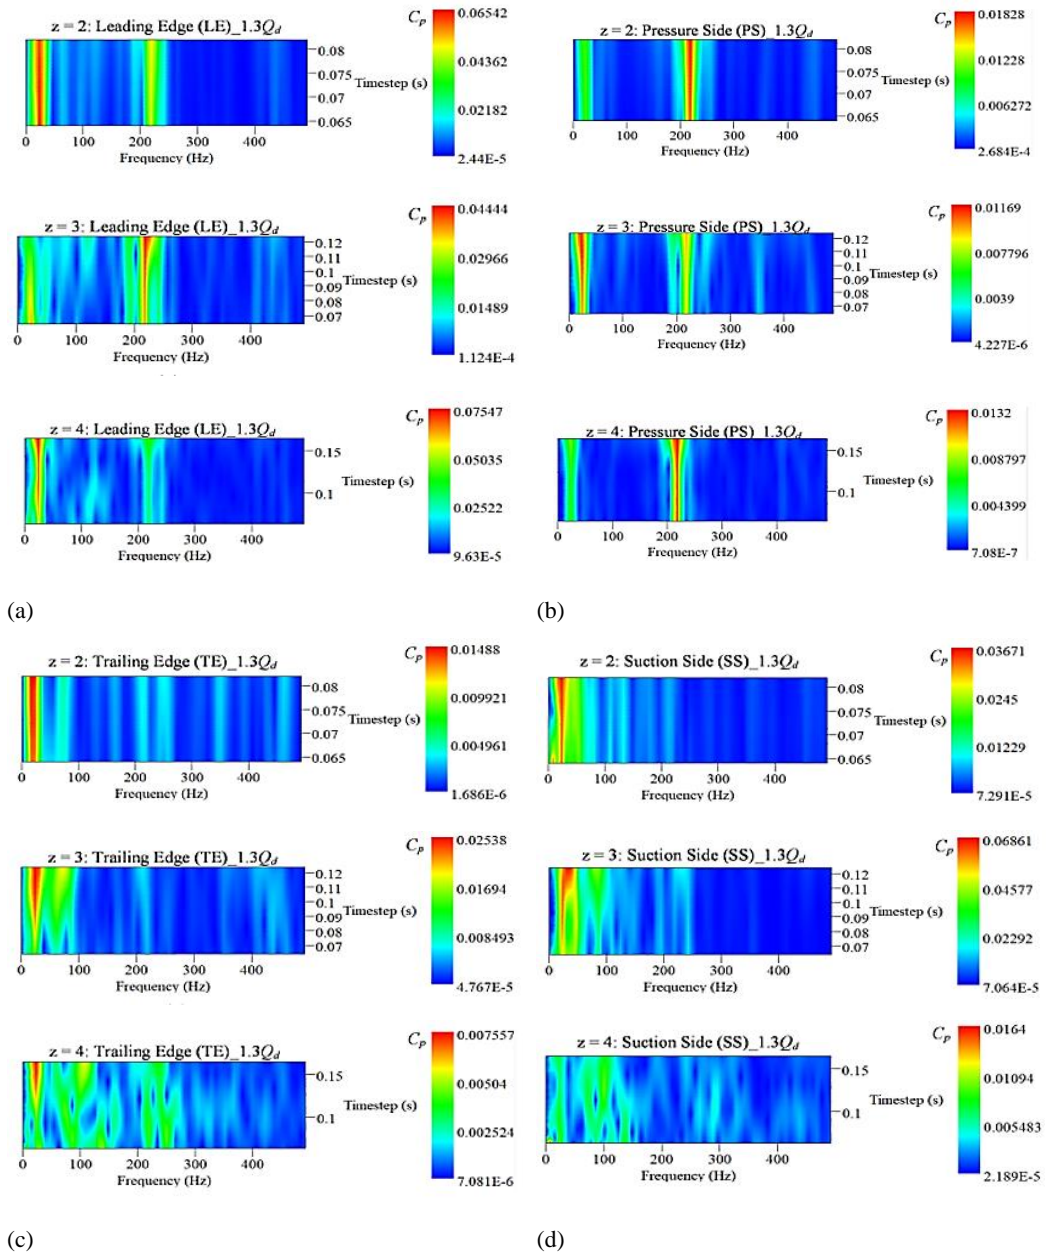 z = 2: Leading Edge (LE)_1.3Qd
Cp
0.06542
0.04362
0.02182
2.44E-5
0.08
0.075
0.07
0.065
Timestep (s)
0 100 200 300 400
Frequency (Hz)
z = 2: Pressure Side (PS)_1.3Qd
Cp
0.01828
0.01228
0.006272
2.684E-4
0.08
0.075
0.07
0.065
Timestep (s)
0 100 200 300 400
Frequency (Hz)
z = 3: Leading Edge (LE)_1.3Qd
Cp
0.04444
0.02966
0.01489
1.124E-4
0.12
0.11
0.1
0.09
0.08
0.07
Timestep (s)
0 100 200 300 400
Frequency (Hz)
z = 3: Pressure Side (PS)_1.3Qd
Cp
0.01169
0.007796
0.0039
4.227E-6
0.12
0.11
0.1
0.09
0.08
0.07
Timestep (s)
0 100 200 300 400
Frequency (Hz)
z = 4: Leading Edge (LE)_1.3Qd
Cp
0.07547
0.05035
0.02522
9.63E-5
0.15
0.1
Timestep (s)
0 100 200 300 400
Frequency (Hz)
z = 4: Pressure Side (PS)_1.3Qd
Cp
0.0132
0.008797
0.004399
7.08E-7
0.15
0.1
Timestep (s)
0 100 200 300 400
Frequency (Hz)
(a)
(b)
z = 2: Trailing Edge (TE)_1.3Qd
Cp
0.01488
0.009921
0.004961
1.686E-6
0.08
0.075
0.07
0.065
Timestep (s)
0 100 200 300 400
Frequency (Hz)
z = 2: Suction Side (SS)_1.3Qd
Cp
0.03671
0.0245
0.01229
7.291E-5
0.08
0.075
0.07
0.065
Timestep (s)
0 100 200 300 400
Frequency (Hz)
z = 3: Trailing Edge (TE)_1.3Qd
Cp
0.02538
0.01694
0.008493
4.767E-5
0.12
0.11
0.1
0.09
0.08
0.07
Timestep (s)
0 100 200 300 400
Frequency (Hz)
z = 3: Suction Side (SS)_1.3Qd
Cp
0.06861
0.04577
0.02292
7.064E-5
0.12
0.11
0.1
0.09
0.08
0.07
Timestep (s)
0 100 200 300 400
Frequency (Hz)
z = 4: Trailing Edge (TE)_1.3Qd
Cp
0.007557
0.00504
0.002524
7.081E-6
0.15
0.1
Timestep (s)
0 100 200 300 400
Frequency (Hz)
z = 4: Suction Side (SS)_1.3Qd
Cp
0.0164
0.01094
0.005483
2.189E-5
0.15
0.1
Timestep (s)
0 100 200 300 400
Frequency (Hz)
(c)
(d)